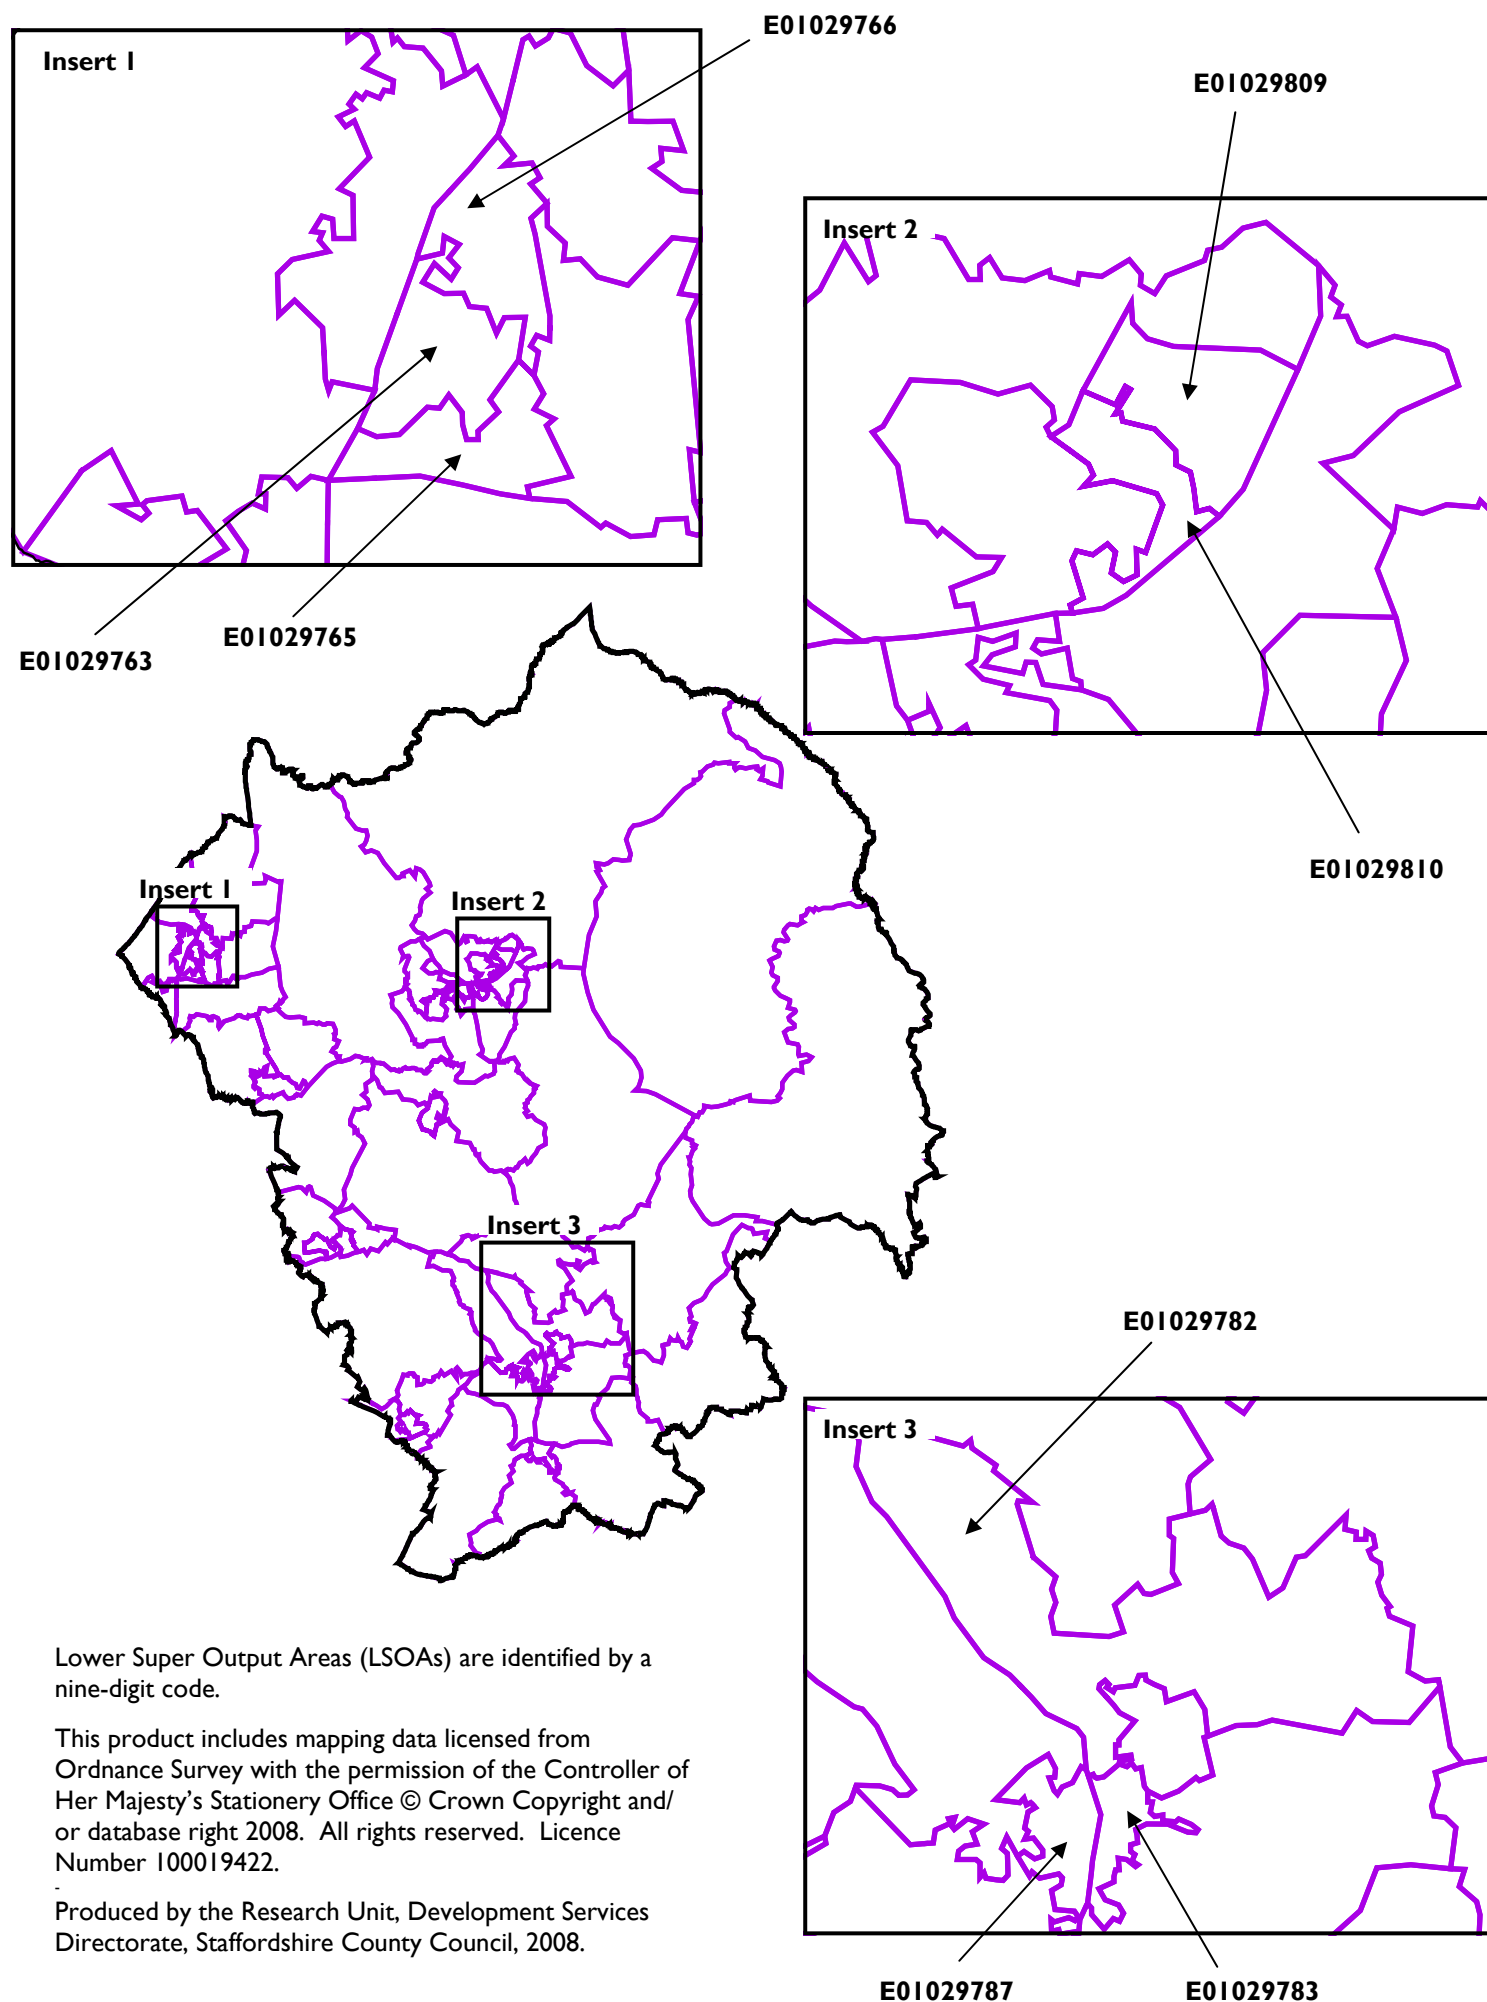 E01029766
Insert 1
E01029809
Insert 2
E01029765
E01029763
E01029810
Insert 1
Insert 2
Insert 3
E01029782
Insert 3
Lower Super Output Areas (LSOAs) are identified by a
nine-digit code.
This product includes mapping data licensed from
Ordnance Survey with the permission of the Controller of
Her Majesty's Stationery Office © Crown Copyright and/
or database right 2008. All rights reserved. Licence
Number 100019422.
-
Produced by the Research Unit, Development Services
Directorate, Staffordshire County Council, 2008.
E01029787
E01029783